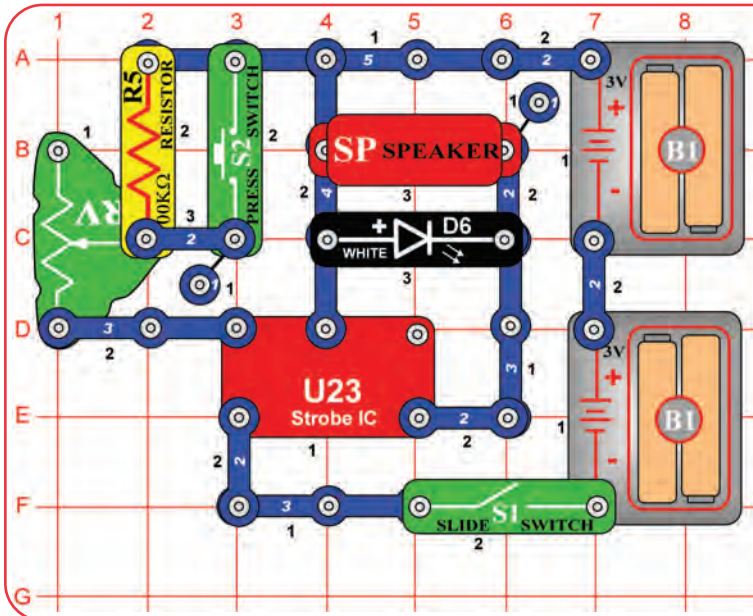 1 2 3 4 5 6 7 8
A
B
C
D
E
F
G
R5
RESISTOR
00KΩ
S2
PRESS SWITCH
RV
SP SPEAKER
+ D6
WHITE
U23
Strobe IC
S1
SLIDE SWITCH
3V
+
-
B1
3V
+
-
B1
1
5
2
2
1
1
1
2
2
2
4
3
2
2
1
3
2
1
1
3
2
2
3
2
3
1
2
2
1
2
2
3
1
1
2